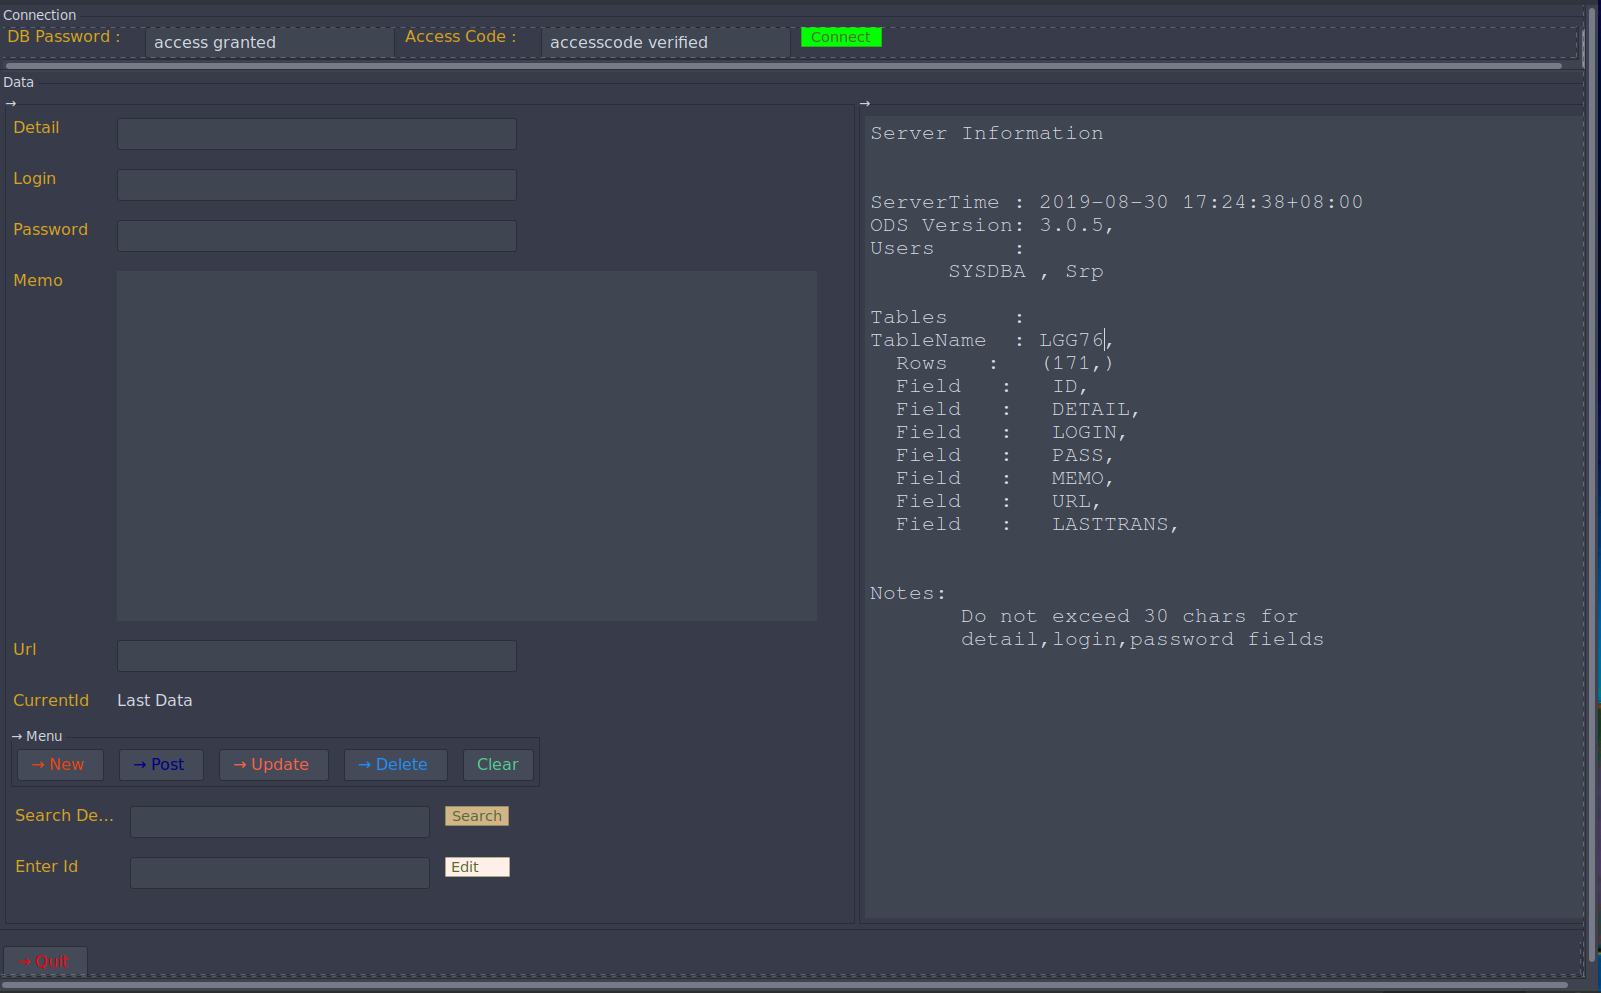 Connection
DB Password : access granted Access Code : accesscode verified Connect
Data
→ →
Detail
Login
Password
Memo
Url
CurrentId Last Data
→ Menu
→ New → Post → Update → Delete Clear
Search De... Search
Enter Id Edit
→ Quit
Server Information
ServerTime : 2019-08-30 17:24:38+08:00
ODS Version: 3.0.5,
Users :
SYSDBA , Srp
Tables :
TableName : LGG76,
Rows : (171,)
Field : ID,
Field : DETAIL,
Field : LOGIN,
Field : PASS,
Field : MEMO,
Field : URL,
Field : LASTTRANS,
Notes:
Do not exceed 30 chars for
detail,login,password fields